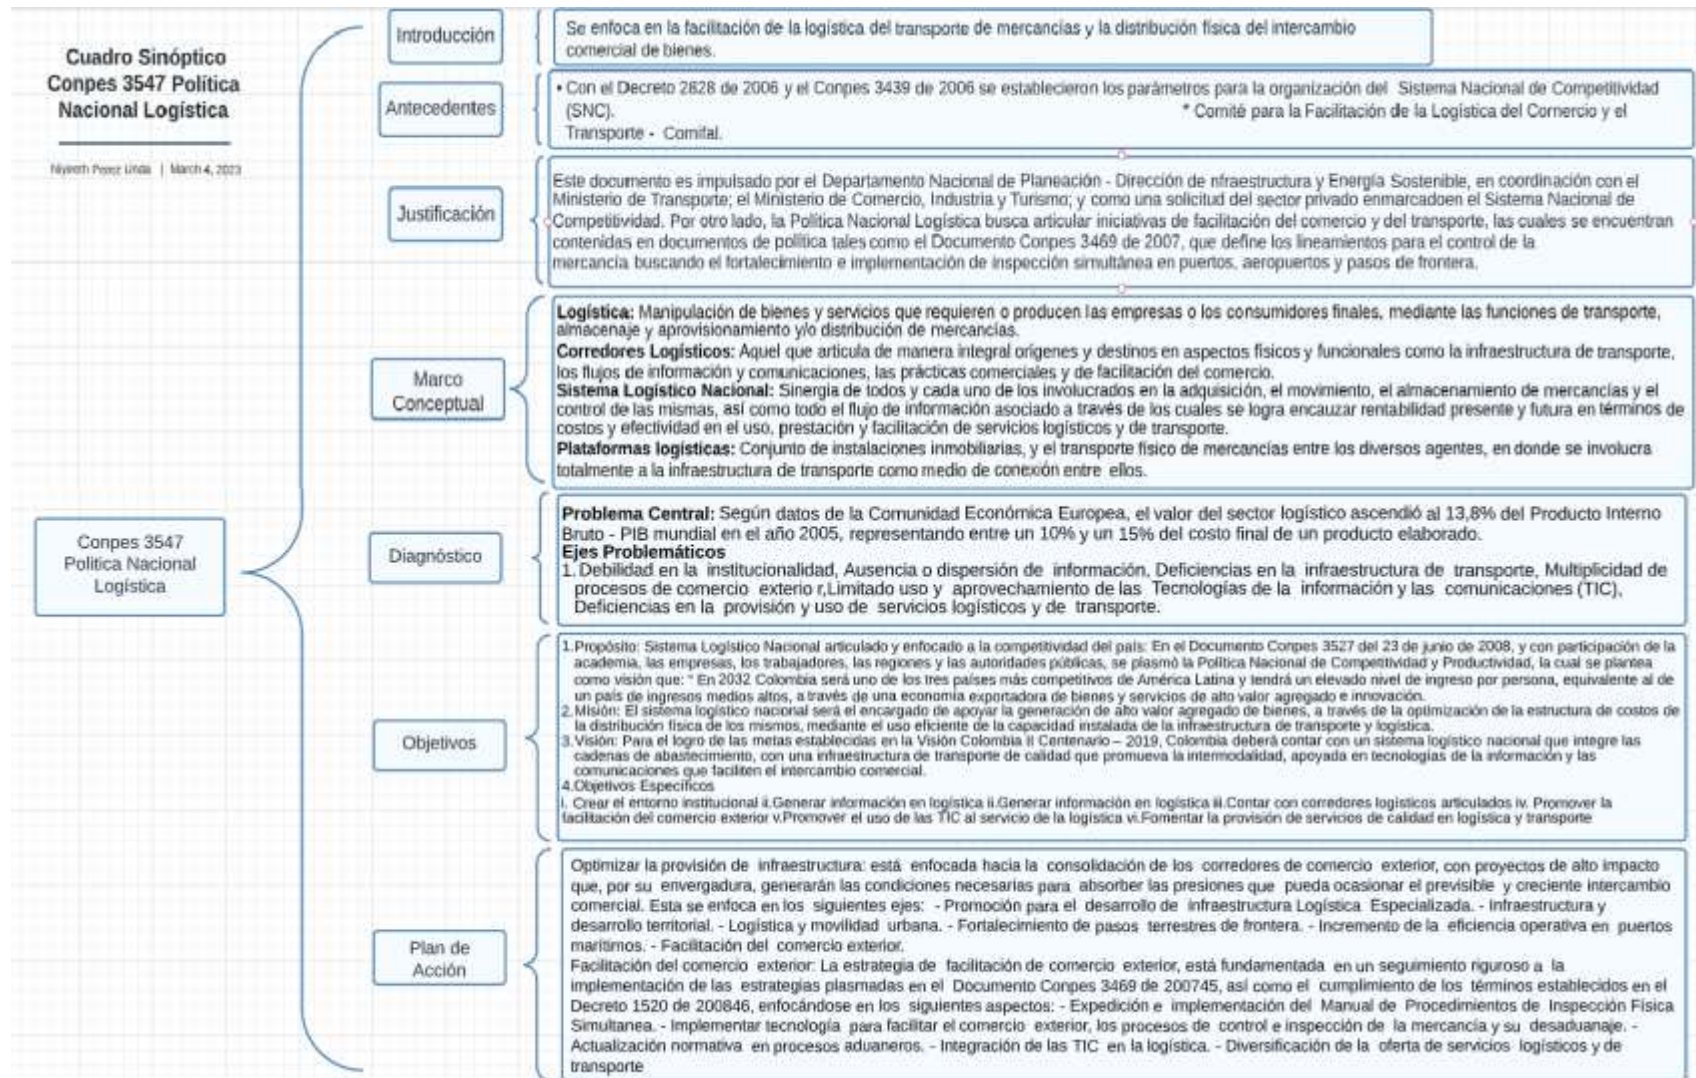 Cuadro Sinóptico
Conpes 3547 Política
Nacional Logística
Perez Unda | March 4, 2023
Conpes 3547
Politica Nacional
Logística
Introducción
Se enfoca en la facilitación de la logística del transporte de mercancías y la distribución física del intercambio
comercial de bienes.
Antecedentes
• Con el Decreto 2828 de 2006 y el Conpes 3439 de 2006 se establecieron los parámetros para la organización del Sistema Nacional de Competitividad
(SNC). * Comité para la Facilitación de la Logística del Comercio y el
Transporte - Comifal.
Justificación
Este documento es impulsado por el Departamento Nacional de Planeación - Dirección de nfraestructura y Energía Sostenible, en coordinación con el
Ministerio de Transporte; el Ministerio de Comercio, Industria y Turismo; y como una solicitud del sector privado enmarcadoen el Sistema Nacional de
Competitividad. Por otro lado, la Política Nacional Logística busca articular iniciativas de facilitación del comercio y del transporte, las cuales se encuentran
contenidas en documentos de política tales como el Documento Conpes 3469 de 2007, que define los lineamientos para el control de la
mercancía buscando el fortalecimiento e implementación de inspección simultánea en puertos, aeropuertos y pasos de frontera.
Marco
Conceptual
Logística: Manipulación de bienes y servicios que requieren o producen las empresas o los consumidores finales, mediante las funciones de transporte,
almacenaje y aprovisionamiento y/o distribución de mercancías.
Corredores Logísticos: Aquel que articula de manera integral orígenes y destinos en aspectos físicos y funcionales como la infraestructura de transporte,
los flujos de información y comunicaciones, las prácticas comerciales y de facilitación del comercio.
Sistema Logístico Nacional: Sinergia de todos y cada uno de los involucrados en la adquisición, el movimiento, el almacenamiento de mercancías y el
control de las mismas, así como todo el flujo de información asociado a través de los cuales se logra encauzar rentabilidad presente y futura en términos de
costos y efectividad en el uso, prestación y facilitación de servicios logísticos y de transporte.
Plataformas logísticas: Conjunto de instalaciones inmobiliarias, y el transporte físico de mercancías entre los diversos agentes, en donde se involucra
totalmente a la infraestructura de transporte como medio de conexión entre ellos.
Diagnóstico
Problema Central: Según datos de la Comunidad Económica Europea, el valor del sector logístico ascendió al 13,8% del Producto Interno
Bruto - PIB mundial en el año 2005, representando entre un 10% y un 15% del costo final de un producto elaborado.
Ejes Problemáticos
1. Debilidad en la institucionalidad, Ausencia o dispersión de información, Deficiencias en la infraestructura de transporte, Multiplicidad de
procesos de comercio exterio r,Limitado uso y aprovechamiento de las Tecnologías de la información y las comunicaciones (TIC),
Deficiencias en la provisión y uso de servicios logísticos y de transporte.
Objetivos
1. Propósito: Sistema Logístico Nacional articulado y enfocado a la competitividad del país: En el Documento Conpes 3527 del 23 de junio de 2008, y con participación de la
academia, las empresas, los trabajadores, las regiones y las autoridades públicas, se plasmó la Política Nacional de Competitividad y Productividad, la cual se plantea
como visión que: " En 2032 Colombia será uno de los tres países más competitivos de América Latina y tendrá un elevado nivel de ingreso por persona, equivalente al de
un país de ingresos medios altos, a través de una economía exportadora de bienes y servicios de alto valor agregado e innovación.
2. Misión: El sistema logístico nacional será el encargado de apoyar la generación de alto valor agregado de bienes, a través de la optimización de la estructura de costos de
la distribución física de los mismos, mediante el uso eficiente de la capacidad instalada de la infraestructura de transporte y logística.
3. Visión: Para el logro de las metas establecidas en la Visión Colombia II Centenario – 2019, Colombia deberá contar con un sistema logístico nacional que integre las
cadenas de abastecimiento, con una infraestructura de transporte de calidad que promueva la intermodalidad, apoyada en tecnologías de la información y las
comunicaciones que faciliten el intercambio comercial.
4. Objetivos Específicos
i. Crear el entorno institucional ii.Generar información en logística ii.Generar información en logística iii.Contar con corredores logísticos articulados iv. Promover la
facilitación del comercio exterior v.Promover el uso de las TIC al servicio de la logística vi.Fomentar la provisión de servicios de calidad en logística y transporte
Plan de
Acción
Optimizar la provisión de infraestructura: está enfocada hacia la consolidación de los corredores de comercio exterior, con proyectos de alto impacto
que, por su envergadura, generarán las condiciones necesarias para absorber las presiones que pueda ocasionar el previsible y creciente intercambio
comercial. Esta se enfoca en los siguientes ejes: - Promoción para el desarrollo de infraestructura Logística Especializada. - Infraestructura y
desarrollo territorial. - Logística y movilidad urbana. - Fortalecimiento de pasos terrestres de frontera. - Incremento de la eficiencia operativa en puertos
marítimos. - Facilitación del comercio exterior.
Facilitación del comercio exterior: La estrategia de facilitación de comercio exterior, está fundamentada en un seguimiento riguroso a la
implementación de las estrategias plasmadas en el Documento Conpes 3469 de 200745, así como el cumplimiento de los términos establecidos en el
Decreto 1520 de 200846, enfocándose en los siguientes aspectos: - Expedición e implementación del Manual de Procedimientos de Inspección Física
Simultanea. - Implementar tecnología para facilitar el comercio exterior, los procesos de control e inspección de la mercancía y su desaduanaje. -
Actualización normativa en procesos aduaneros. - Integración de las TIC en la logística. - Diversificación de la oferta de servicios logísticos y de
transporte